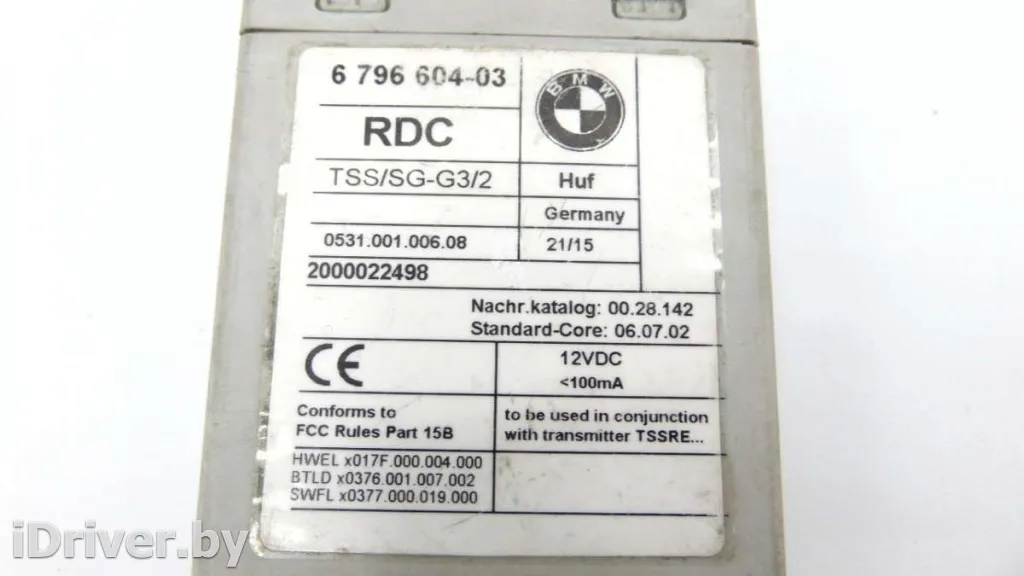 6 796 604-03
BMW
RDC
TSS/SG-G3/2
Huf
Germany
0531.001.006.08
21/15
2000022498
Nachr.katalog: 00.28.142
Standard-Core: 06.07.02
CE
12VDC
<100mA
Conforms to
FCC Rules Part 15B
to be used in conjunction
with transmitter TSSRE...
HWEL x017F.000.004.000
BTLD x0376.001.007.002
SWFL x0377.000.019.000
iDriver.by